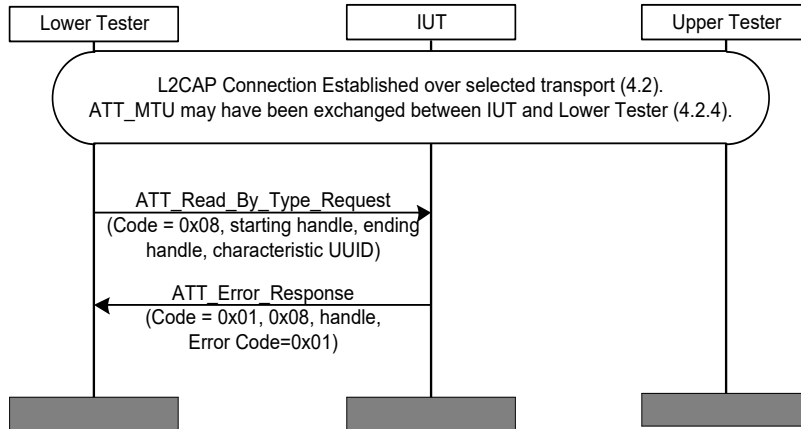 Lower Tester
IUT
Upper Tester
L2CAP Connection Established over selected transport (4.2).
ATT_MTU may have been exchanged between IUT and Lower Tester (4.2.4).
ATT_Read_By_Type_Request
(Code = 0x08, starting handle, ending
handle, characteristic UUID)
ATT_Error_Response
(Code = 0x01, 0x08, handle,
Error Code=0x01)